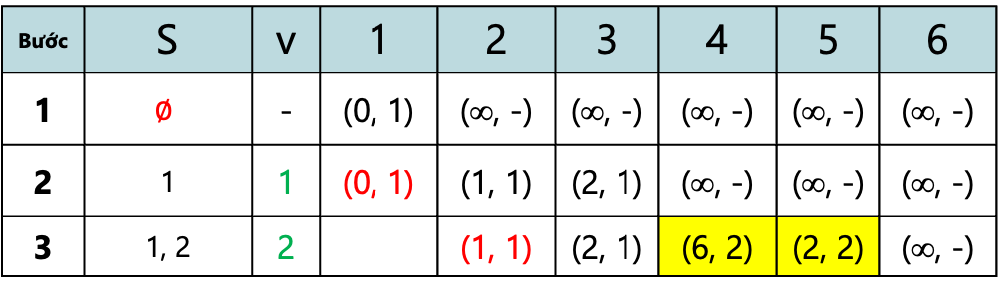 Bước S v 1 2 3 4 5 6
1 ∅ - (0, 1) (∞, -) (∞, -) (∞, -) (∞, -) (∞, -)
2 1 1 (0, 1) (1, 1) (2, 1) (∞, -) (∞, -) (∞, -)
3 1, 2 2 (1, 1) (2, 1) (6, 2) (2, 2) (∞, -)